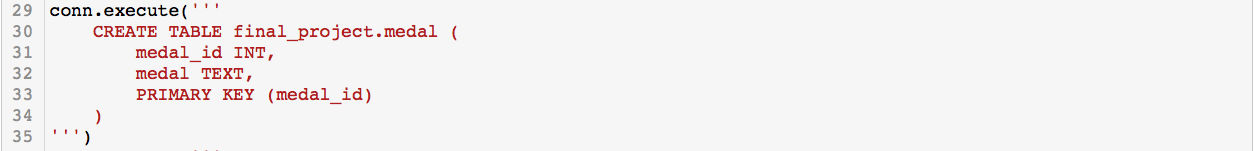 29 conn.execute('''
30     CREATE TABLE final_project.medal (
31         medal_id INT,
32         medal TEXT,
33         PRIMARY KEY (medal_id)
34     )
35 ''')